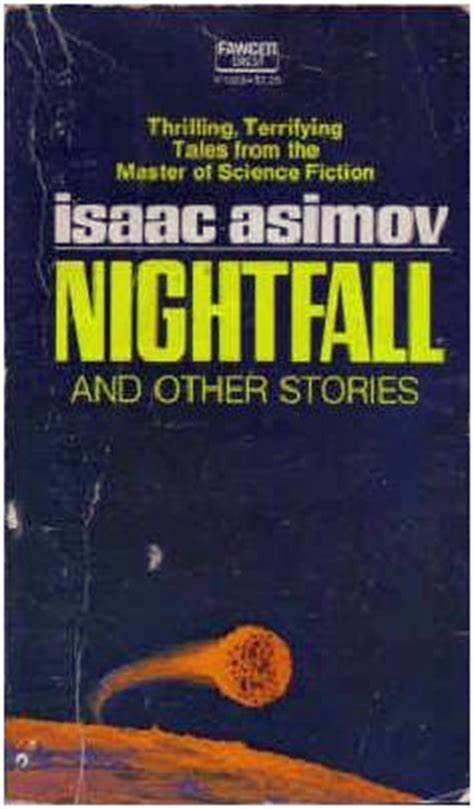 FAWCETT
CREST
Thrilling, Terrifying
Tales from the
Master of Science Fiction
isaac asimov
NIGHTFALL
AND OTHER STORIES